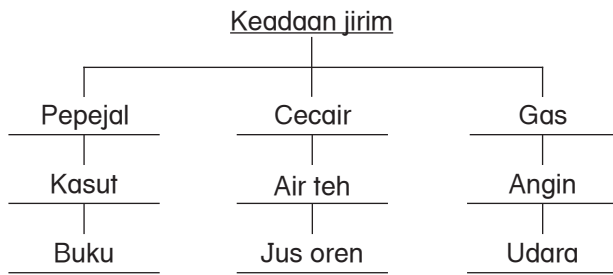 Keadaan jirim
Pepejal Cecair Gas
Kasut Air teh Angin
Buku Jus oren Udara